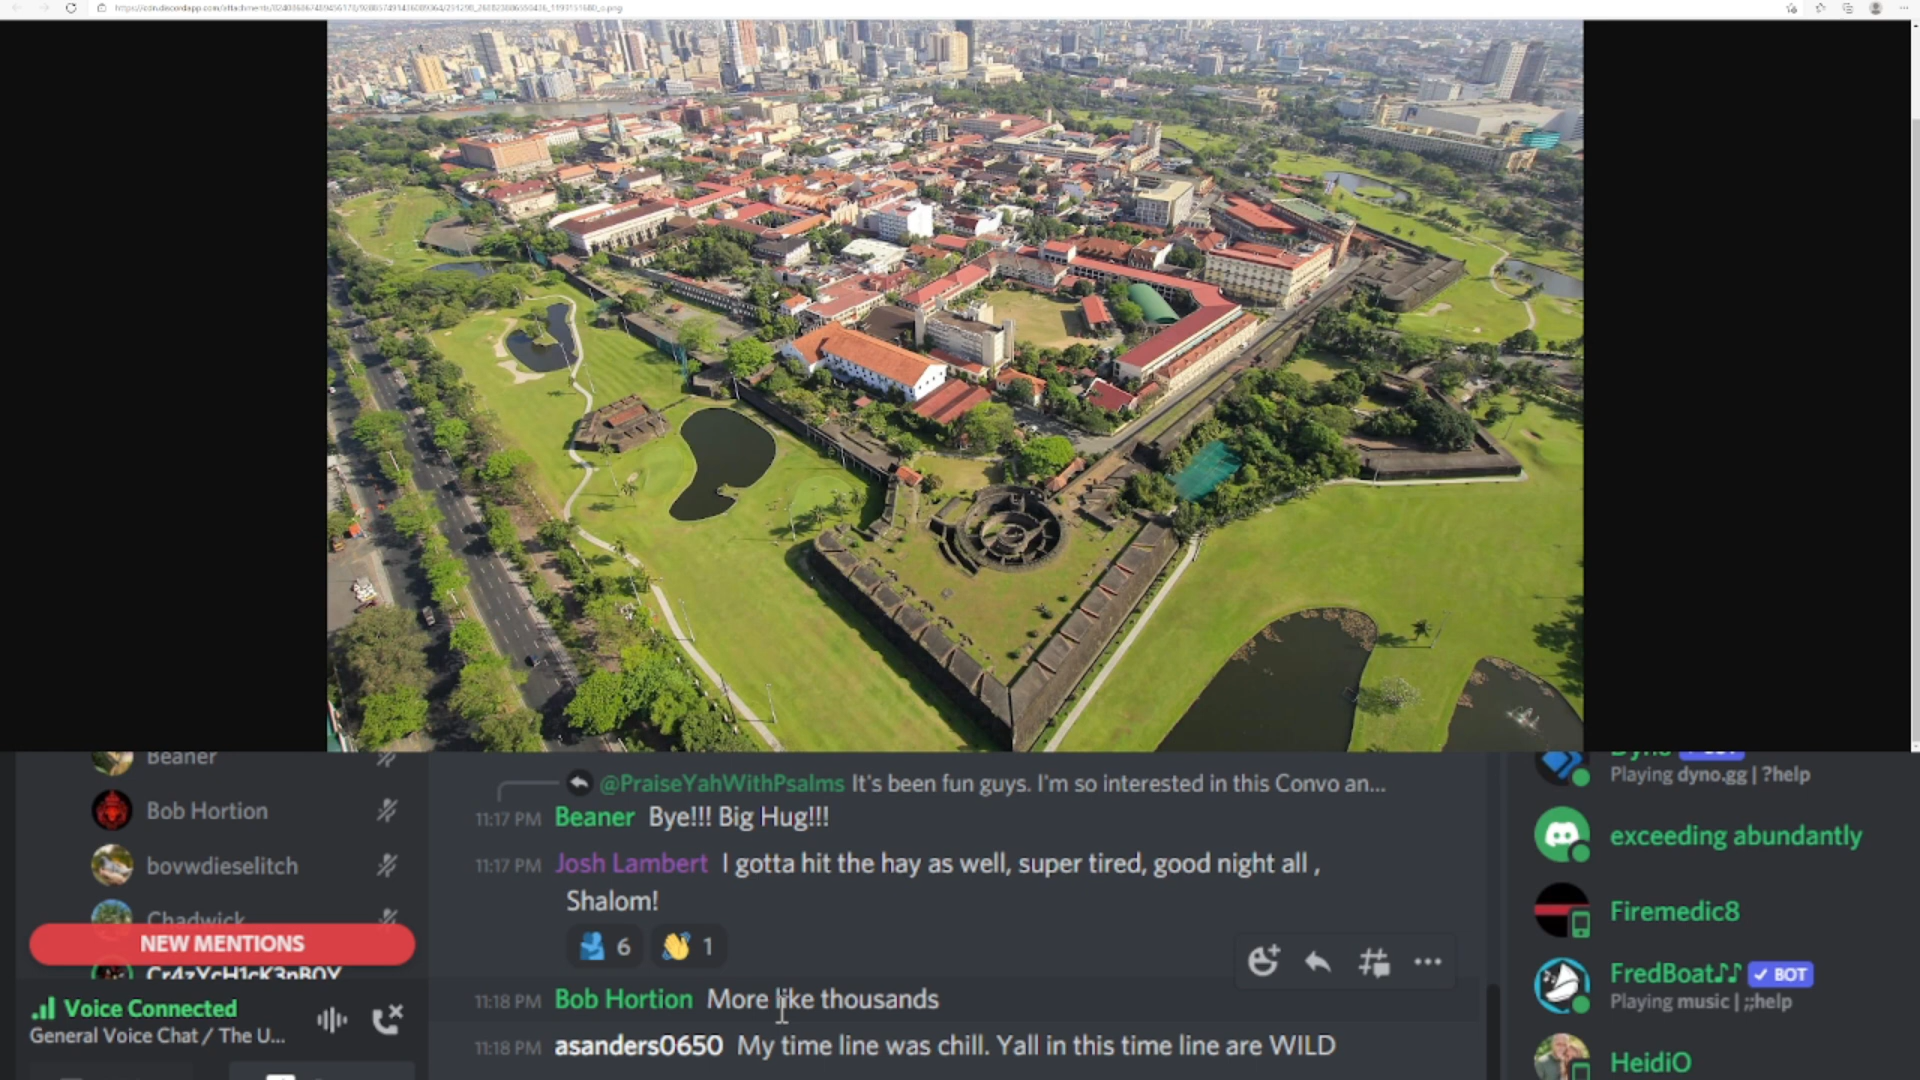 Beaner
Bob Hortion
bovwdieselitch
Chadwick
NEW MENTIONS
Cr4zYcH1cK3nB0Y
Voice Connected
General Voice Chat / The U...
@PraiseYahWithPsalms It's been fun guys. I'm so interested in this Convo an...
11:17 PM Beaner Bye!!! Big Hug!!!
11:17 PM Josh Lambert I gotta hit the hay as well, super tired, good night all ,
Shalom!
6 1
11:18 PM Bob Hortion More like thousands
11:18 PM asanders0650 My time line was chill. Yall in this time line are WILD
Dyno BOT
Playing dyno.gg | ?help
exceeding abundantly
Firemedic8
FredBoat♪♪ ✓ BOT
Playing music | ;;help
HeidiO